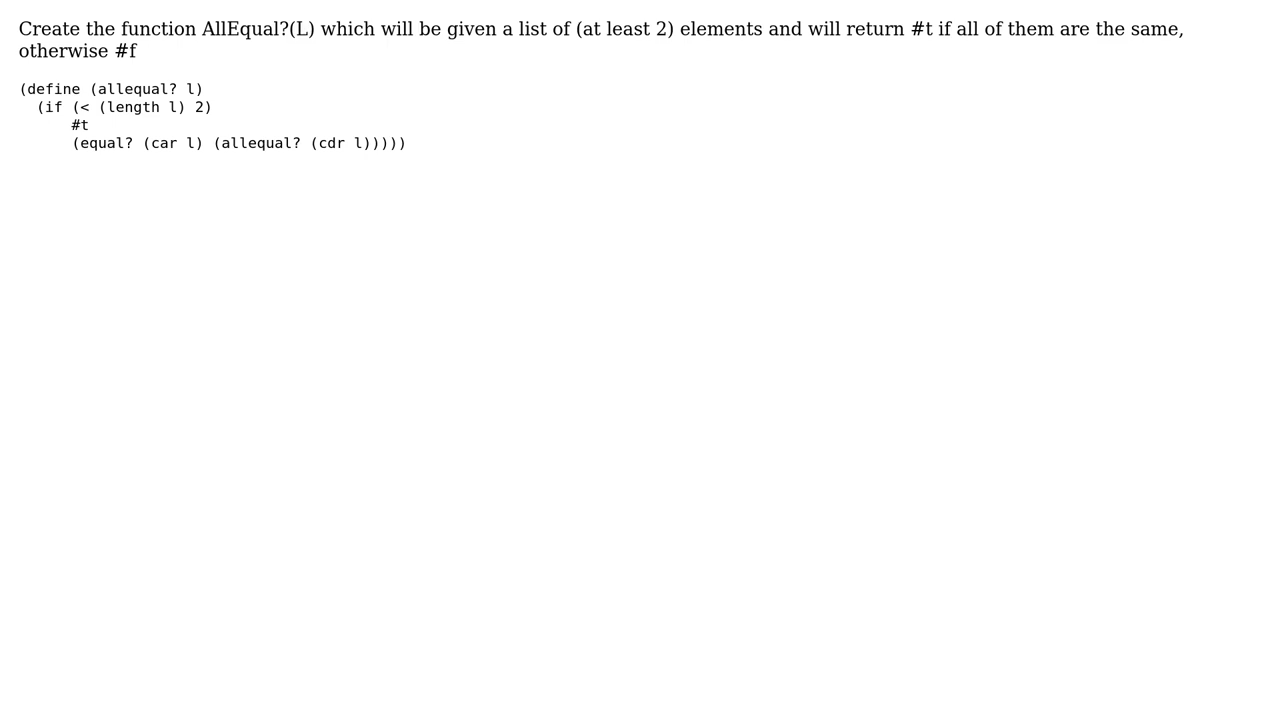 Create the function AllEqual?(L) which will be given a list of (at least 2) elements and will return #t if all of them are the same,
otherwise #f
(define (allequal? l)
  (if (< (length l) 2)
      #t
      (equal? (car l) (allequal? (cdr l)))))